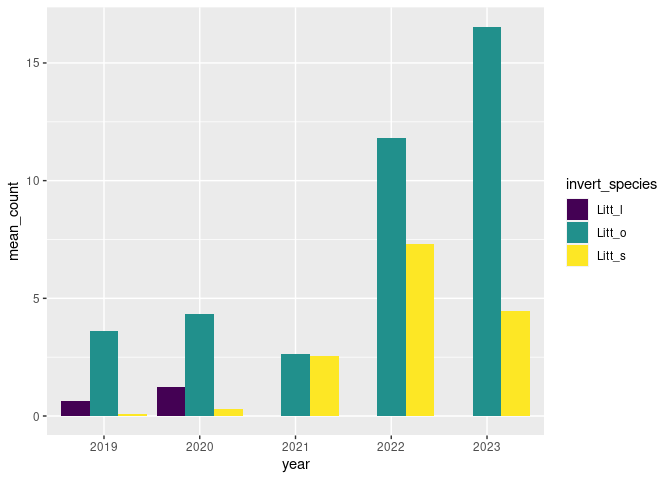 15
10
5
0
mean_count
2019 2020 2021 2022 2023
year
invert_species
Litt_l
Litt_o
Litt_s